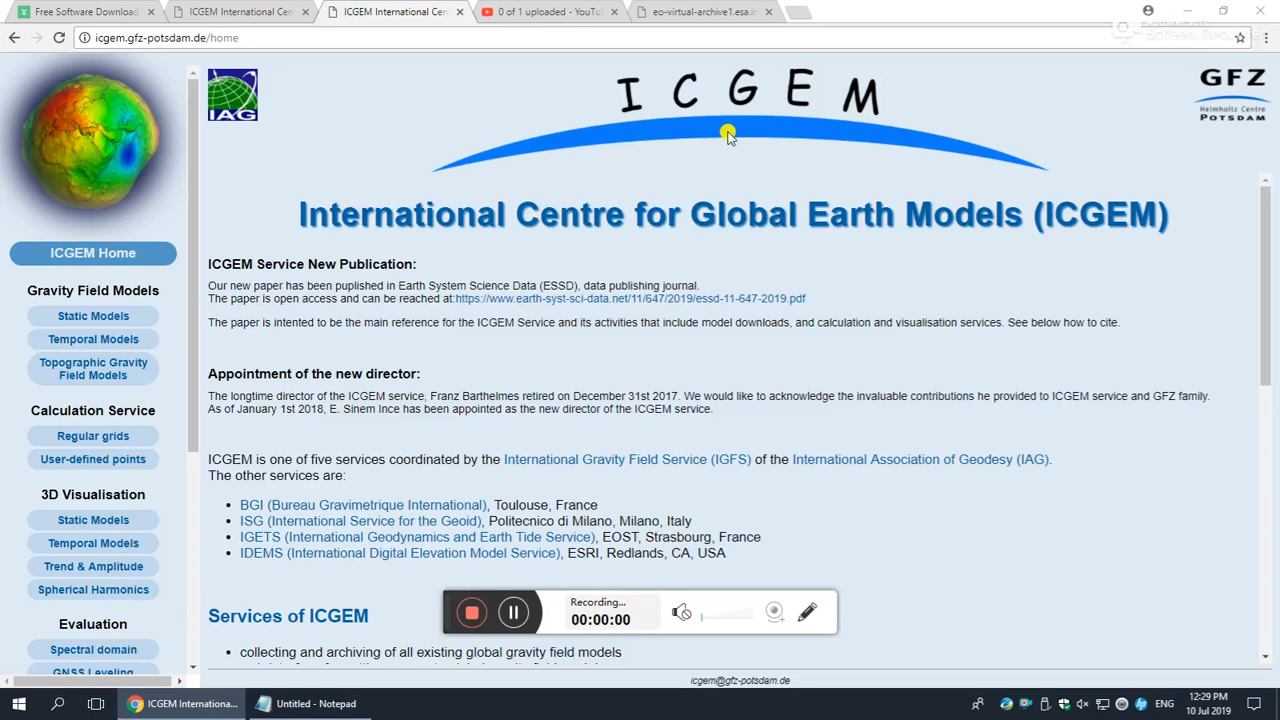 Free Software Download
ICGEM International Cen
ICGEM International Cen
0 of 1 uploaded - YouTu
eo-virtual-archive1.esa.in
icgem.gfz-potsdam.de/home
IAG
I C G E M
GFZ
Helmholtz Centre
POTSDAM
International Centre for Global Earth Models (ICGEM)
ICGEM Home
Gravity Field Models
Static Models
Temporal Models
Topographic Gravity
Field Models
Calculation Service
Regular grids
User-defined points
3D Visualisation
Static Models
Temporal Models
Trend & Amplitude
Spherical Harmonics
Evaluation
Spectral domain
GNSS Leveling
ICGEM Service New Publication:
Our new paper has been puplished in Earth System Science Data (ESSD), data publishing journal.
The paper is open access and can be reached at:https://www.earth-syst-sci-data.net/11/647/2019/essd-11-647-2019.pdf
The paper is intented to be the main reference for the ICGEM Service and its activities that include model downloads, and calculation and visualisation services. See below how to cite.
Appointment of the new director:
The longtime director of the ICGEM service, Franz Barthelmes retired on December 31st 2017. We would like to acknowledge the invaluable contributions he provided to ICGEM service and GFZ family.
As of January 1st 2018, E. Sinem Ince has been appointed as the new director of the ICGEM service.
ICGEM is one of five services coordinated by the International Gravity Field Service (IGFS) of the International Association of Geodesy (IAG).
The other services are:
BGI (Bureau Gravimetrique International), Toulouse, France
ISG (International Service for the Geoid), Politecnico di Milano, Milano, Italy
IGETS (International Geodynamics and Earth Tide Service), EOST, Strasbourg, France
IDEMS (International Digital Elevation Model Service), ESRI, Redlands, CA, USA
Services of ICGEM
collecting and archiving of all existing global gravity field models
Recording...
00:00:00
icgem@gfz-potsdam.de
ICGEM Internationa...
Untitled - Notepad
ENG
12:29 PM
10 Jul 2019